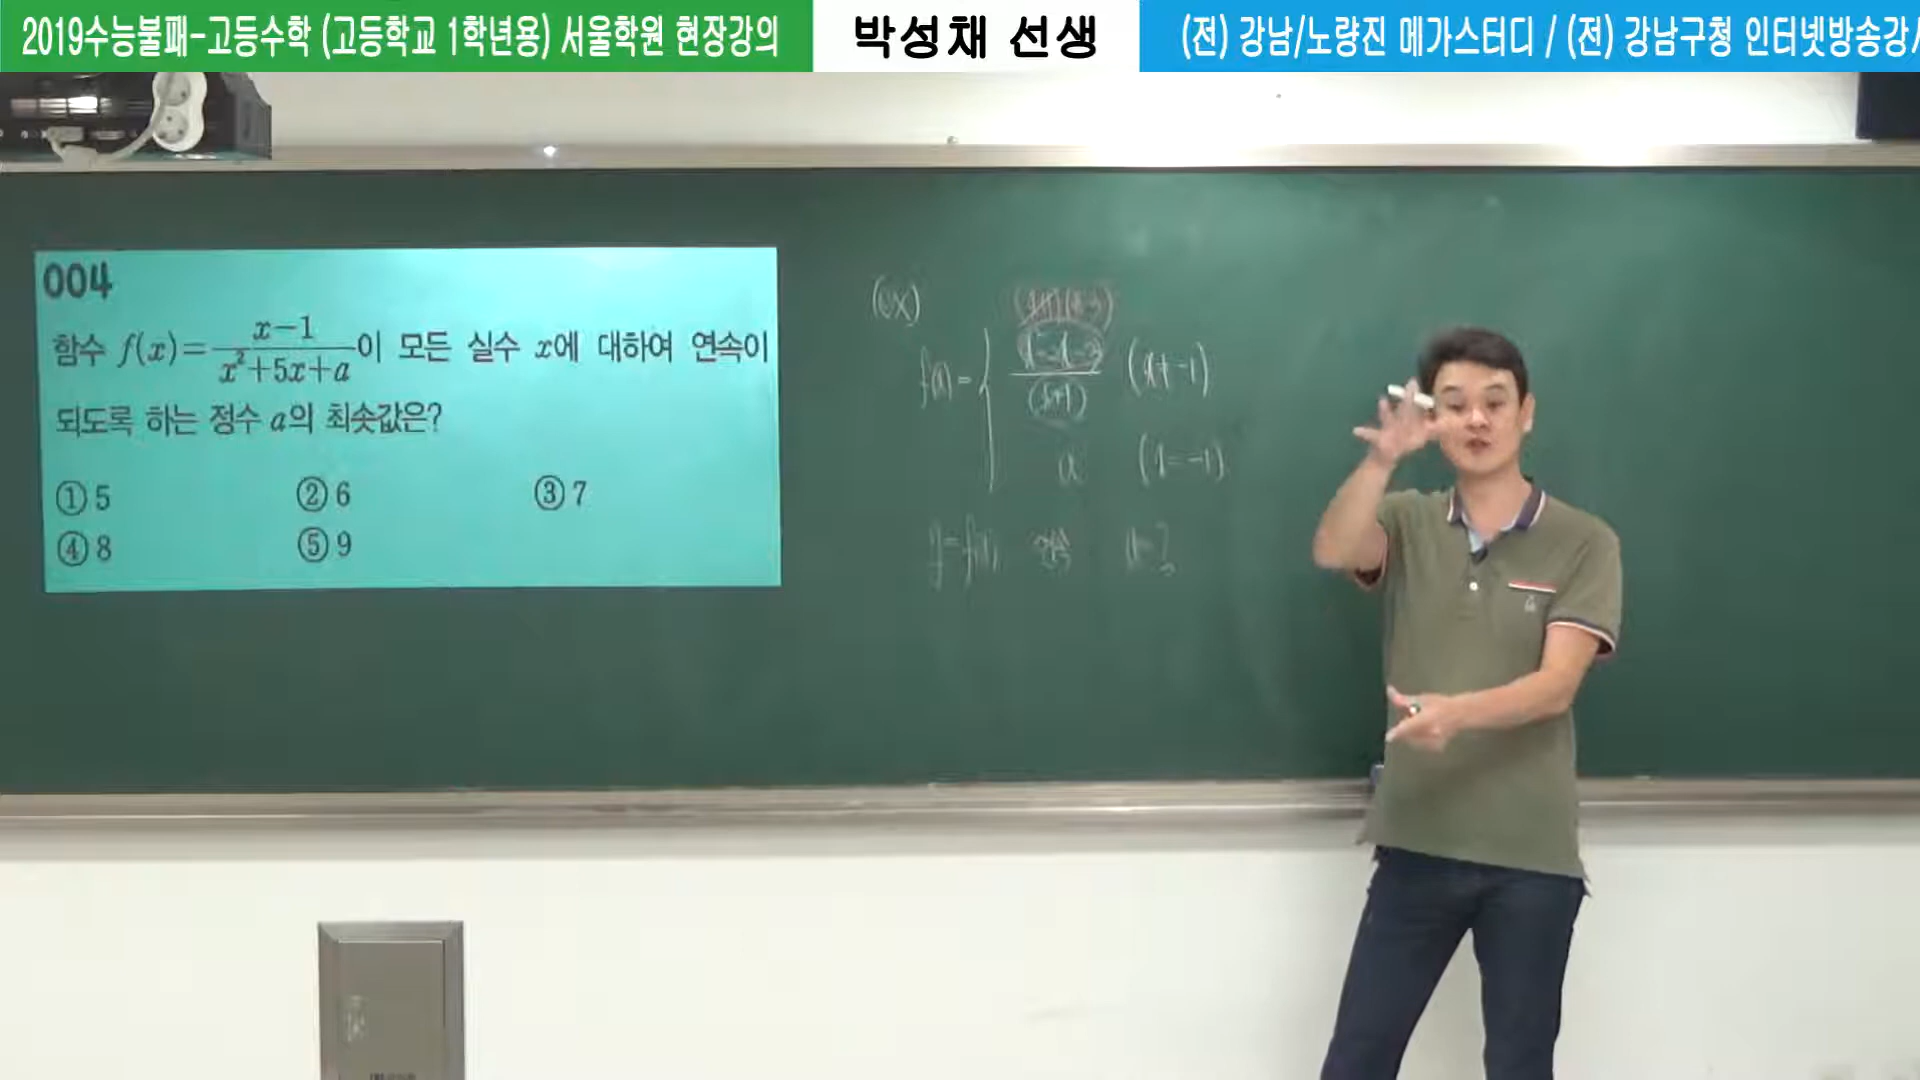 2019수능불패-고등수학 (고등학교 1학년용) 서울학원 현장강의
박성채 선생
(전) 강남/노량진 메가스터디 / (전) 강남구청 인터넷방송강사
004
함수 f(x)=\frac{x-1}{x²+5x+a}이 모든 실수 x에 대하여 연속이
되도록 하는 정수 a의 최솟값은?
① 5 ② 6 ③ 7
④ 8 ⑤ 9
(ex)
f(x)=
(x+1)
a (x=-1)
y=f(x) 연속 a=?